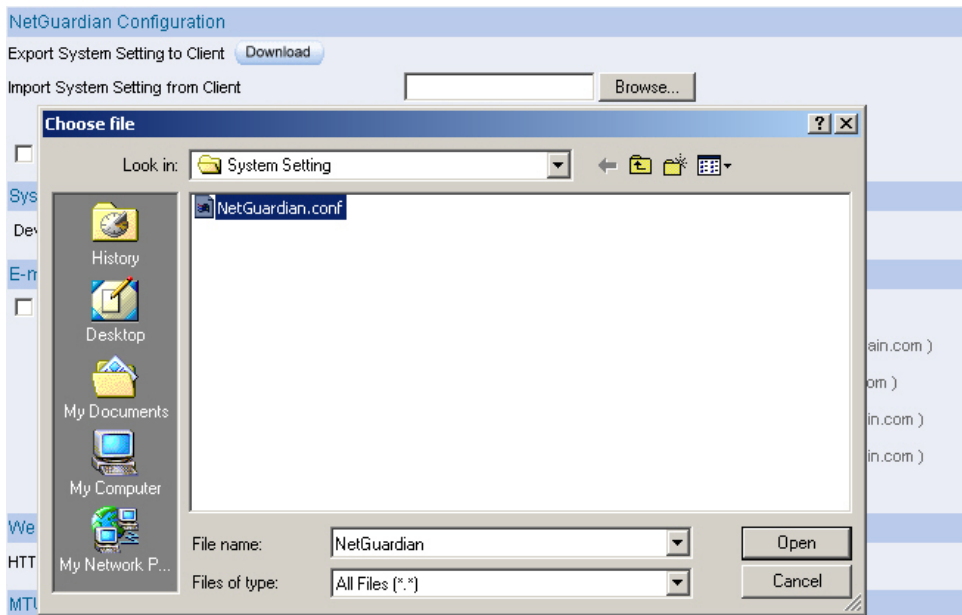 NetGuardian Configuration
Export System Setting to Client Download
Import System Setting from Client Browse...
Choose file
Look in: System Setting
NetGuardian.conf
Sys
Dev
E-m
History
Desktop
My Documents
My Computer
My Network P...
ain.com )
om )
in.com )
in.com )
We
HTT
MTU
File name: NetGuardian Open
Files of type: All Files (*.*) Cancel